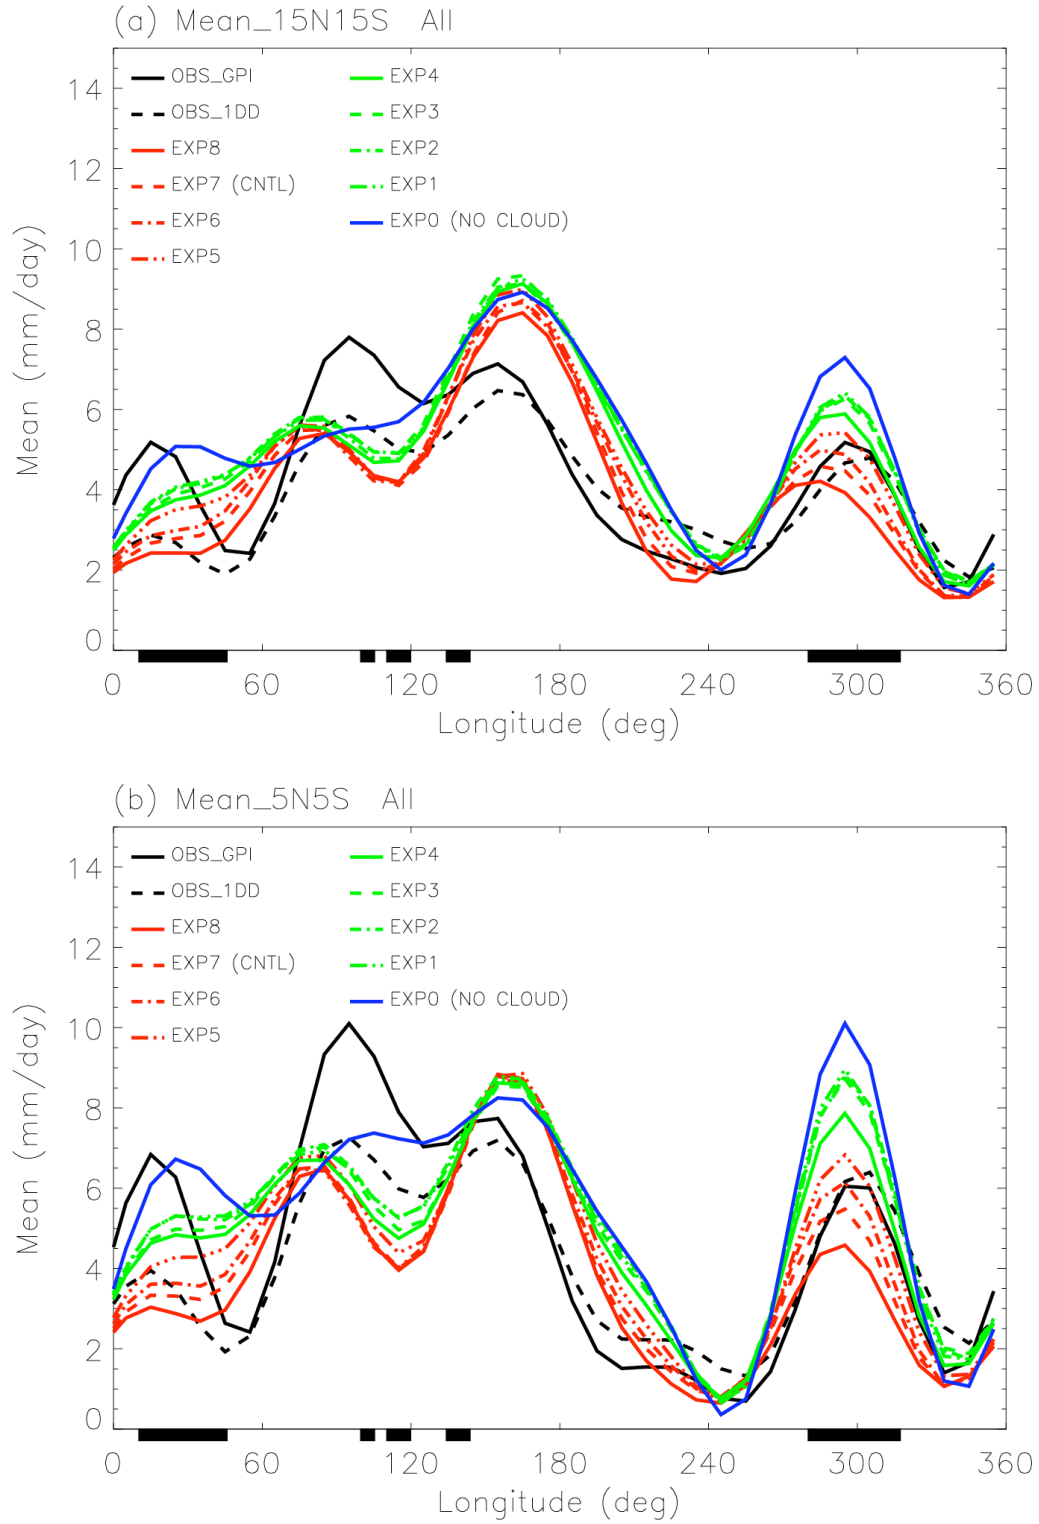 (a) Mean_15N15S All
OBS_GPI
OBS_1DD
EXP8
EXP7 (CNTL)
EXP6
EXP5
EXP4
EXP3
EXP2
EXP1
EXP0 (NO CLOUD)
Mean (mm/day)
14
12
10
8
6
4
2
0
0 60 120 180 240 300 360
Longitude (deg)
(b) Mean_5N5S All
OBS_GPI
OBS_1DD
EXP8
EXP7 (CNTL)
EXP6
EXP5
EXP4
EXP3
EXP2
EXP1
EXP0 (NO CLOUD)
Mean (mm/day)
14
12
10
8
6
4
2
0
0 60 120 180 240 300 360
Longitude (deg)